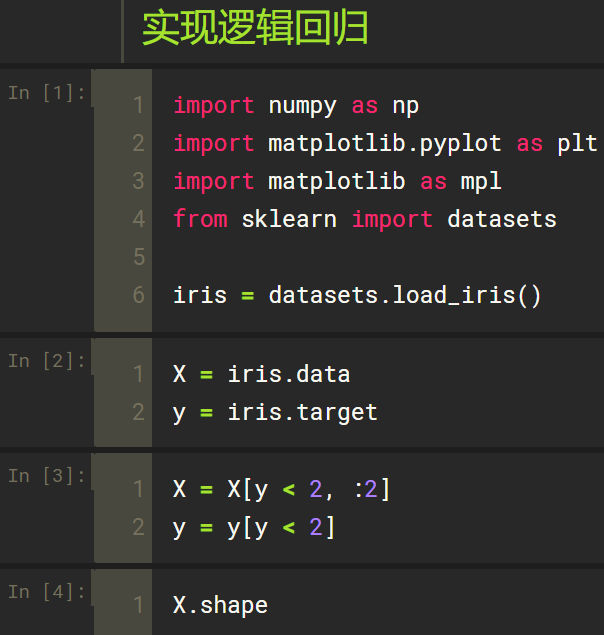 实现逻辑回归
In [1]:
1 import numpy as np
2 import matplotlib.pyplot as plt
3 import matplotlib as mpl
4 from sklearn import datasets
5
6 iris = datasets.load_iris()
In [2]:
1 X = iris.data
2 y = iris.target
In [3]:
1 X = X[y < 2, :2]
2 y = y[y < 2]
In [4]:
1 X.shape